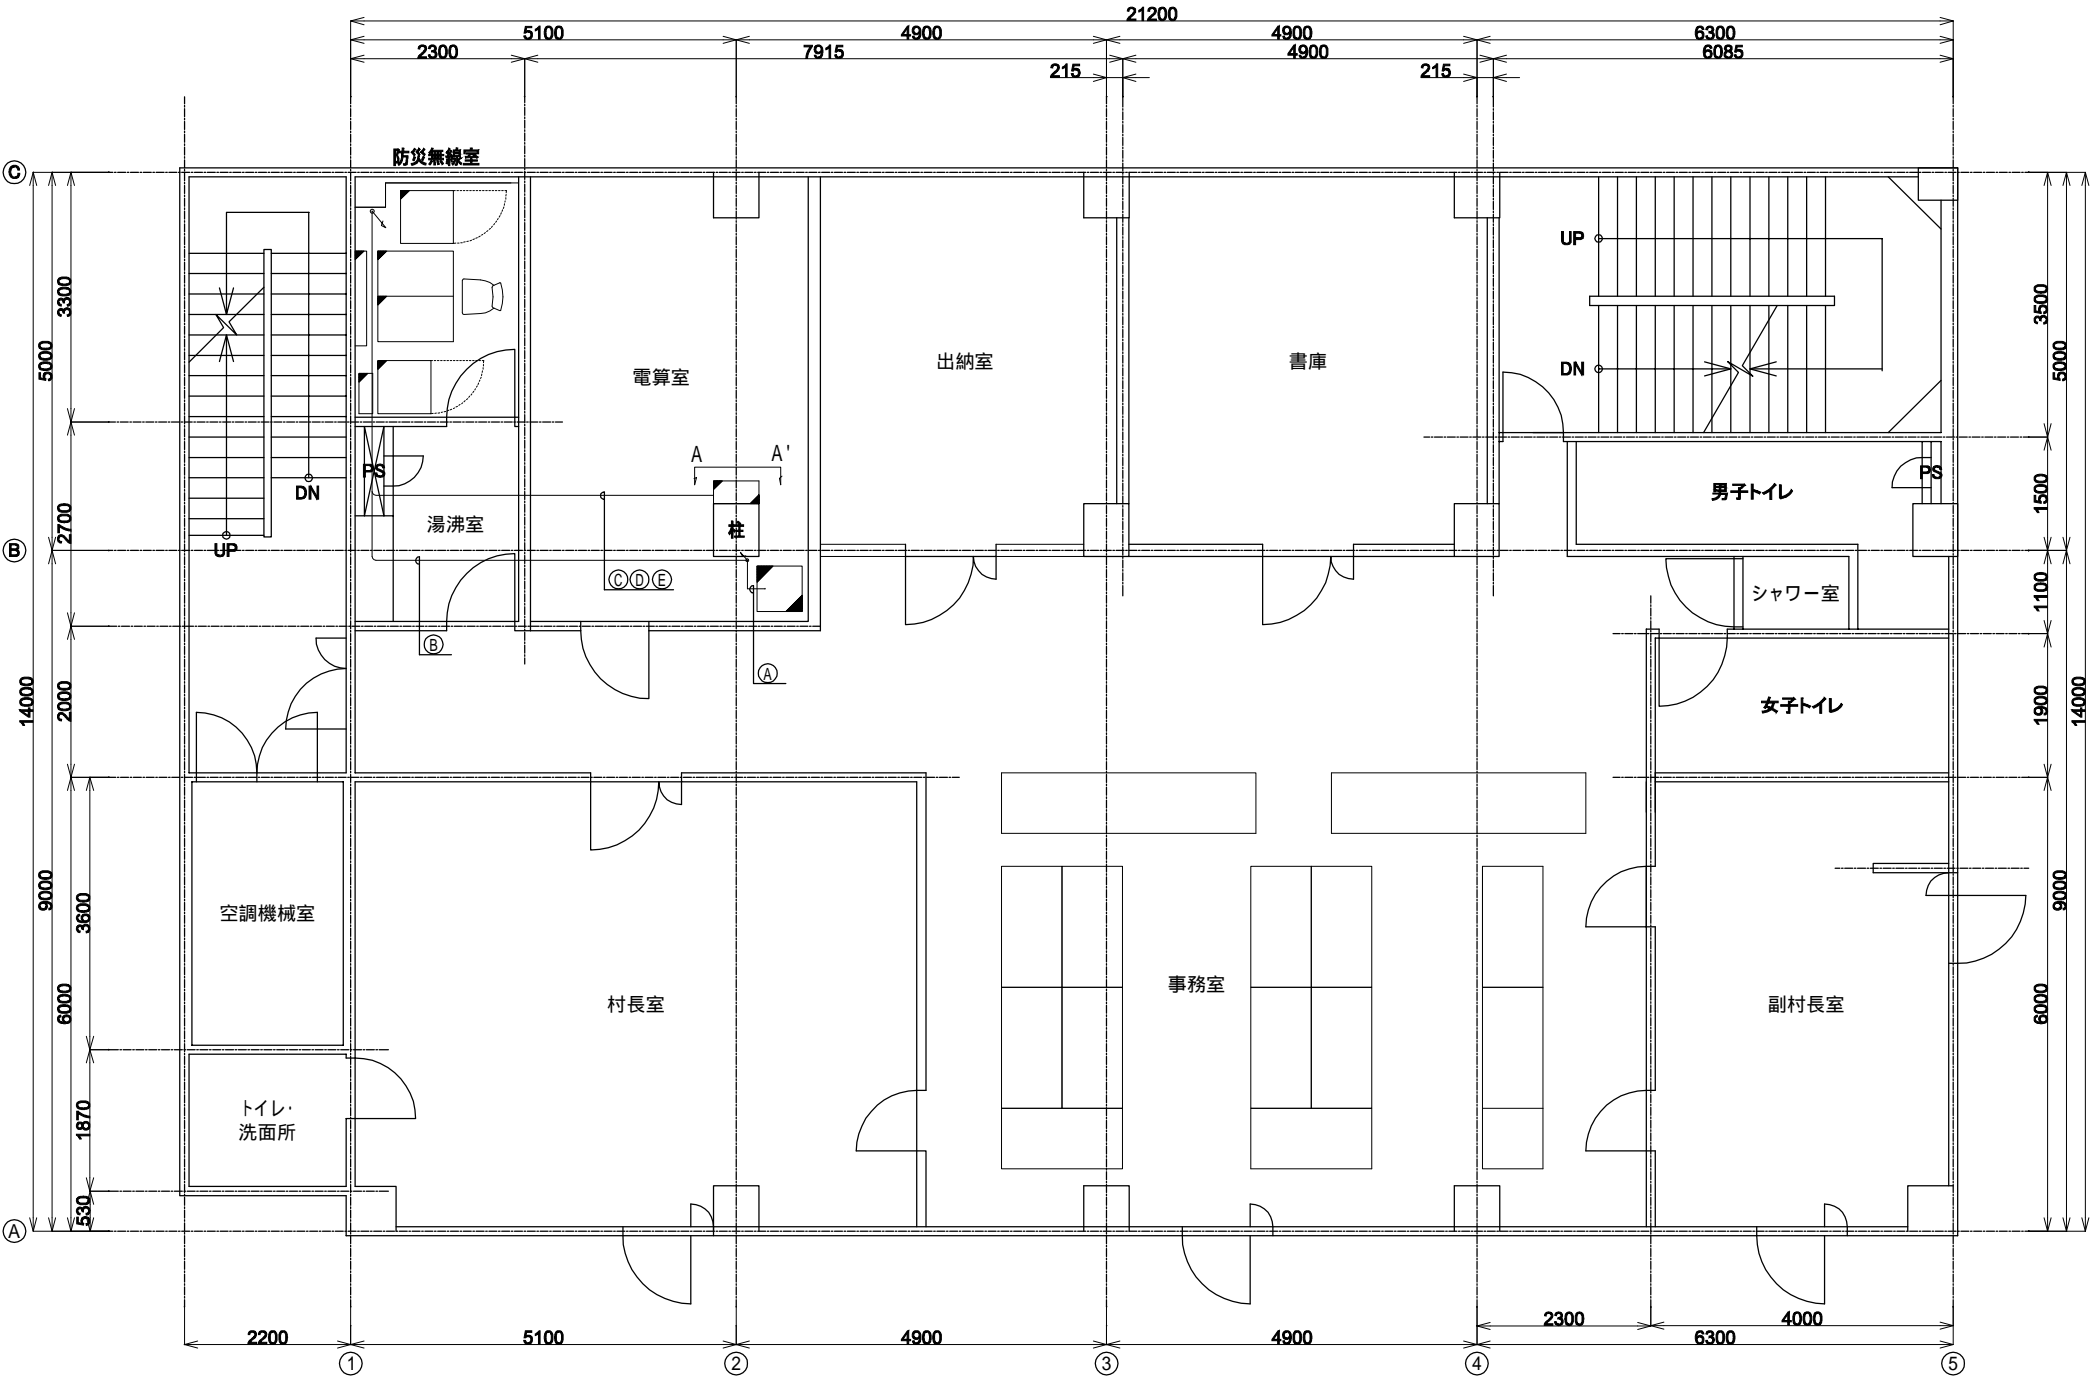 21200
5100 4900 4900 6300
2300 7915 4900 6085
215 215
防災無線室
C
UP
3300 3500
5000 5000
DN
出納室 書庫
電算室
A A'
PS PS
DN 男子トイレ
2700 1500
湯沸室 柱
UP
B
C D E
シャワー室 1100
B
A
14000 2000 1900 14000
女子トイレ
9000 3600 9000
空調機械室
事務室
6000 村長室 副村長室 6000
1870 トイレ・
洗面所
530
A
2300 4000
2200 5100 4900 4900 6300
1 2 3 4 5